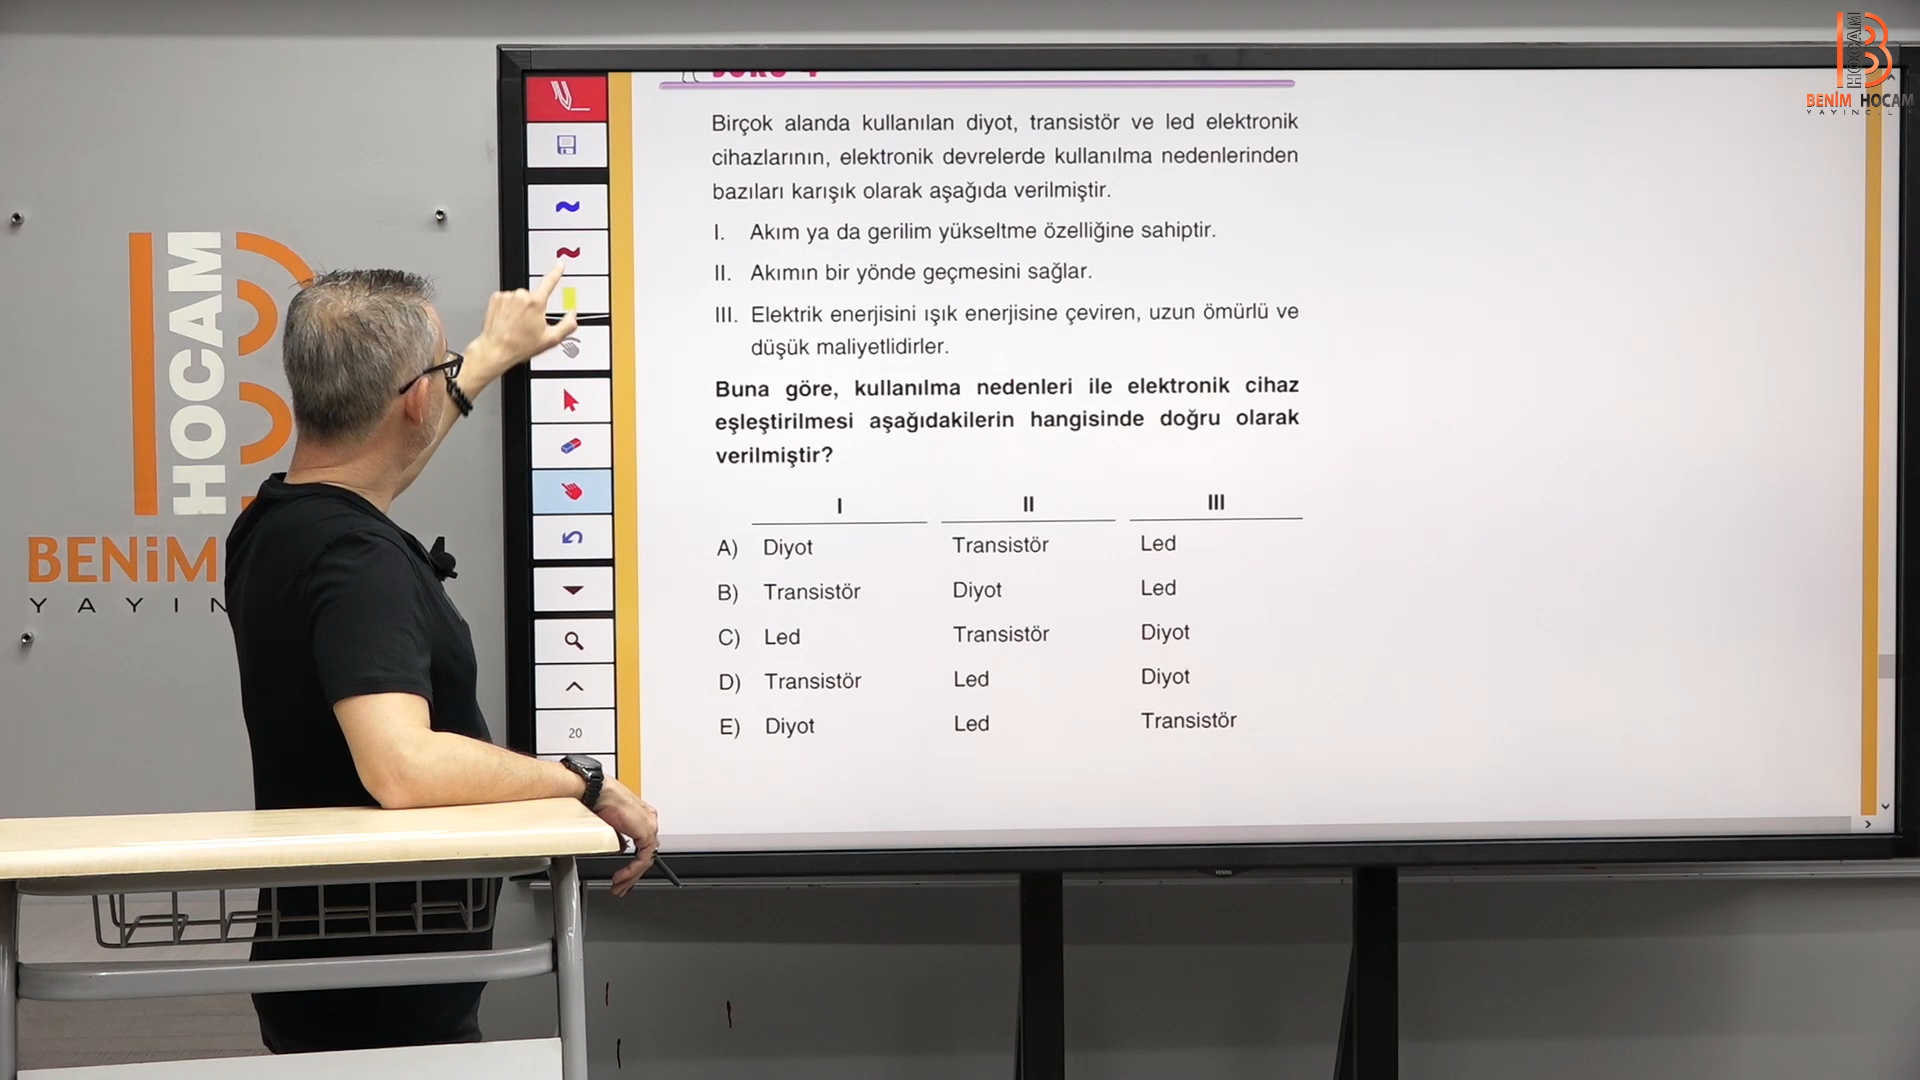 Birçok alanda kullanılan diyot, transistör ve led elektronik
cihazlarının, elektronik devrelerde kullanılma nedenlerinden
bazıları karışık olarak aşağıda verilmiştir.
I. Akım ya da gerilim yükseltme özelliğine sahiptir.
II. Akımın bir yönde geçmesini sağlar.
III. Elektrik enerjisini ışık enerjisine çeviren, uzun ömürlü ve
düşük maliyetlidirler.
Buna göre, kullanılma nedenleri ile elektronik cihaz
eşleştirilmesi aşağıdakilerin hangisinde doğru olarak
verilmiştir?
I II III
A) Diyot Transistör Led
B) Transistör Diyot Led
C) Led Transistör Diyot
D) Transistör Led Diyot
E) Diyot Led Transistör
20
HOCAM
BENİM
YAYIN
HOCAM
BENİM HOCAM